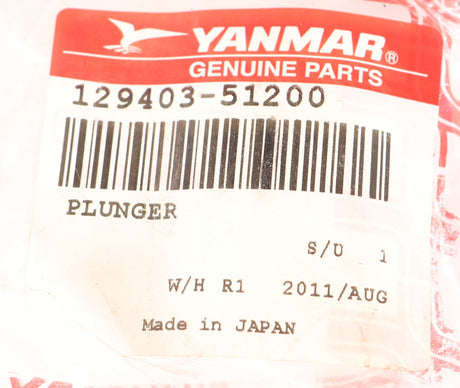 YANMAR®
GENUINE PARTS
129403-51200
PLUNGER
S/U 1
W/H R1 2011/AUG
Made in JAPAN